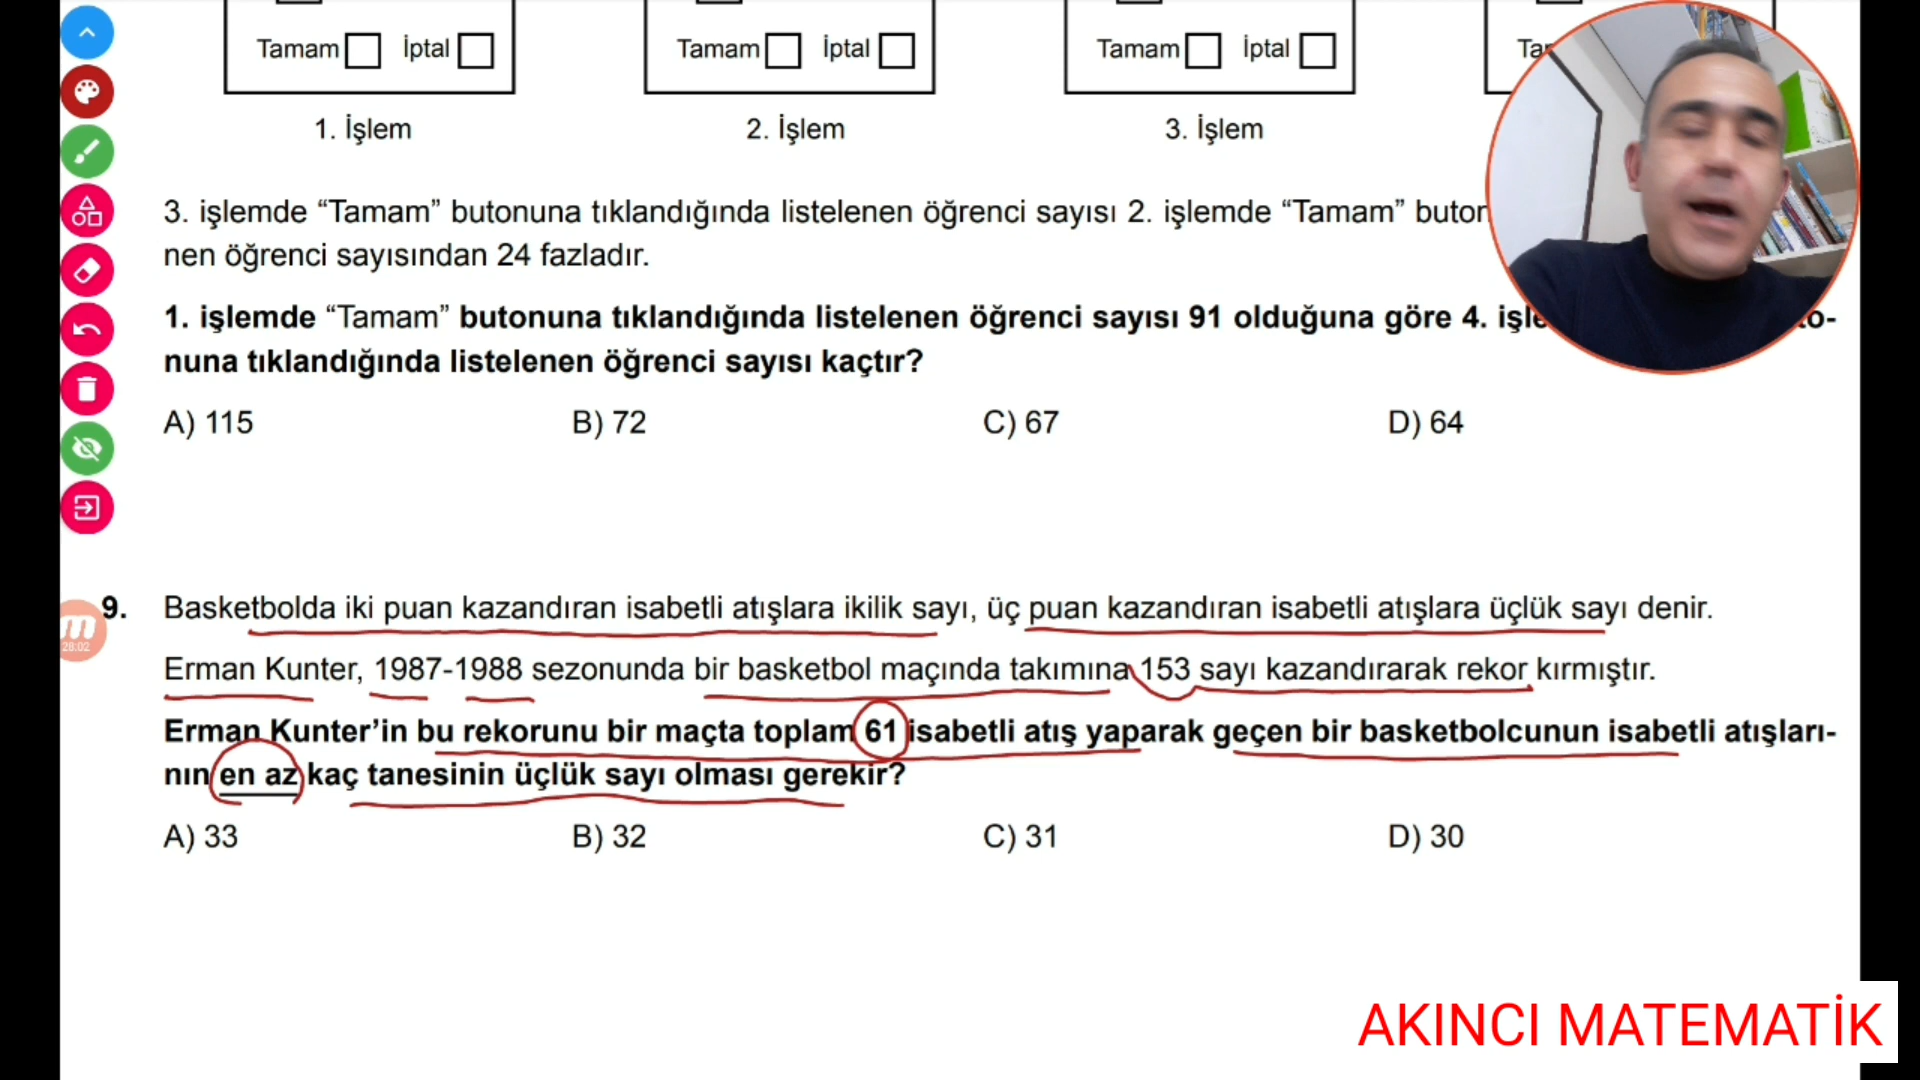 Tamam İptal Tamam İptal Tamam İptal
1. İşlem 2. İşlem 3. İşlem
3. işlemde “Tamam” butonuna tıklandığında listelenen öğrenci sayısı 2. işlemde “Tamam”
nen öğrenci sayısından 24 fazladır.
1. işlemde “Tamam” butonuna tıklandığında listelenen öğrenci sayısı 91 olduğuna göre 4.
nuna tıklandığında listelenen öğrenci sayısı kaçtır?
A) 115 B) 72 C) 67 D) 64
9. Basketbolda iki puan kazandıran isabetli atışlara ikilik sayı, üç puan kazandıran isabetli atışlara üçlük sayı denir.
Erman Kunter, 1987-1988 sezonunda bir basketbol maçında takımına 153 sayı kazandırarak rekor kırmıştır.
Erman Kunter’in bu rekorunu bir maçta toplam 61 isabetli atış yaparak geçen bir basketbolcunun isabetli atışları-
nın en az kaç tanesinin üçlük sayı olması gerekir?
A) 33 B) 32 C) 31 D) 30
28:02
AKINCI MATEMATİK